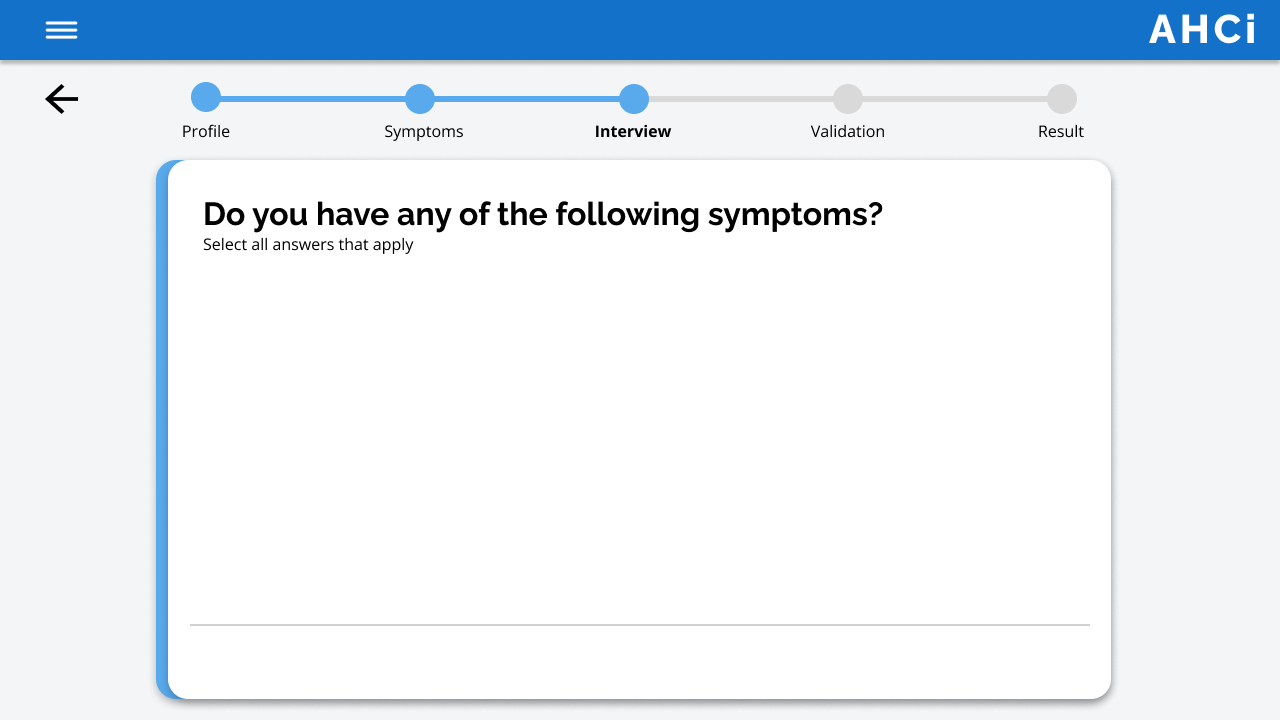 AHCi
Profile
Symptoms
Interview
Validation
Result
Do you have any of the following symptoms?
Select all answers that apply